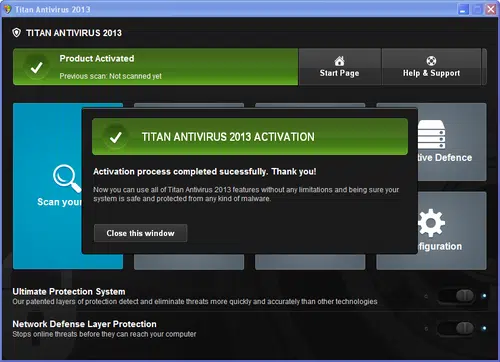 Titan Antivirus 2013
TITAN ANTIVIRUS 2013
Product Activated
Previous scan: Not scanned yet
Start Page
Help & Support
TITAN ANTIVIRUS 2013 ACTIVATION
Activation process completed sucessfully. Thank you!
Now you can use all of Titan Antivirus 2013 features without any limitations and being sure your
system is safe and protected from any kind of malware.
Close this window
Scan your
tive Defence
figuration
Ultimate Protection System
Our patented layers of protection detect and eliminate threats more quickly and accurately than other technologies
Network Defense Layer Protection
Stops online threats before they can reach your computer